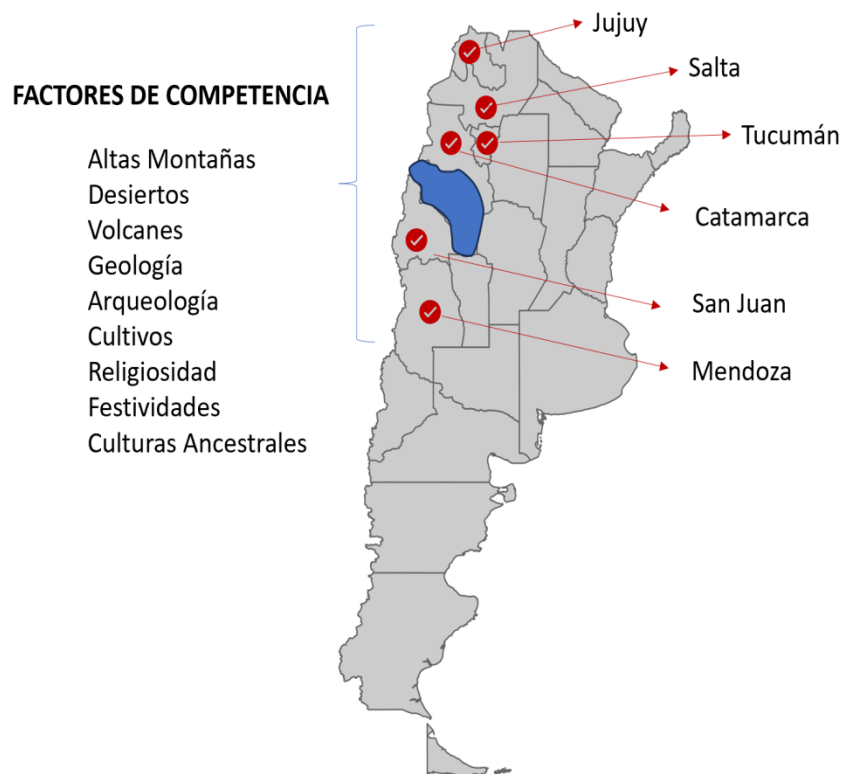 FACTORES DE COMPETENCIA
Altas Montañas
Desiertos
Volcanes
Geología
Arqueología
Cultivos
Religiosidad
Festividades
Culturas Ancestrales
Jujuy
Salta
Tucumán
Catamarca
San Juan
Mendoza